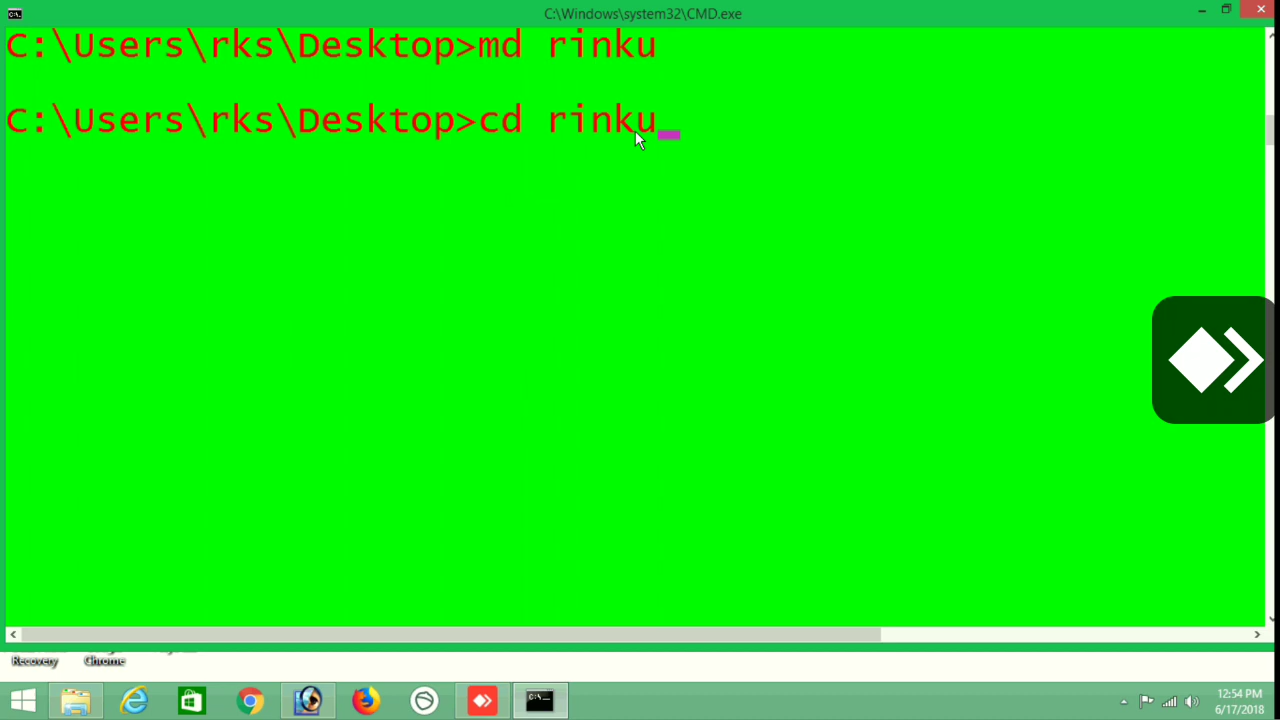 C:\Windows\system32\CMD.exe
C:\Users\rks\Desktop>md rinku
C:\Users\rks\Desktop>cd rinku
Recovery
Chrome
12:54 PM
6/17/2018